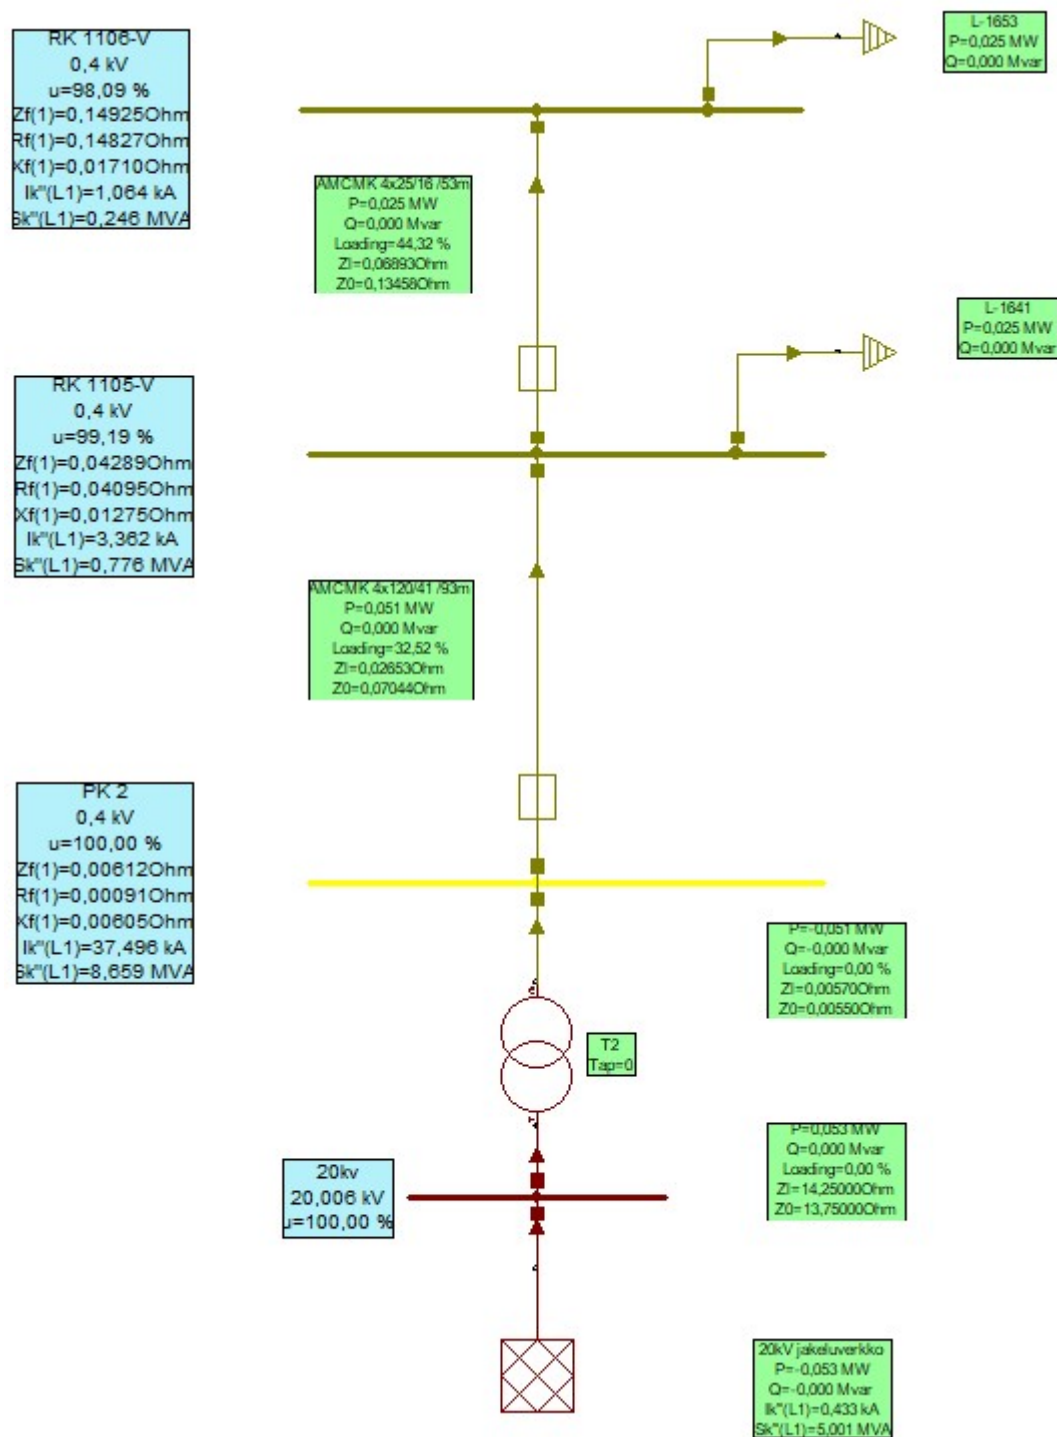 RK 1106-V
0,4 kV
u=98,09 %
Zf(1)=0,14925Ohm
Rf(1)=0,14827Ohm
Xf(1)=0,01710Ohm
Ik"(L1)=1,064 kA
Sk"(L1)=0,246 MVA
L-1653
P=0,025 MW
Q=0,000 Mvar
AMCMK 4x25/16 /53m
P=0,025 MW
Q=0,000 Mvar
Loading=44,32 %
Zl=0,06893Ohm
Z0=0,13458Ohm
L-1641
P=0,025 MW
Q=0,000 Mvar
RK 1105-V
0,4 kV
u=99,19 %
Zf(1)=0,04289Ohm
Rf(1)=0,04095Ohm
Xf(1)=0,01275Ohm
Ik"(L1)=3,362 kA
Sk"(L1)=0,776 MVA
AMCMK 4x120/41 /93m
P=0,051 MW
Q=0,000 Mvar
Loading=32,52 %
Zl=0,02653Ohm
Z0=0,07044Ohm
PK 2
0,4 kV
u=100,00 %
Zf(1)=0,00612Ohm
Rf(1)=0,00091Ohm
Xf(1)=0,00605Ohm
Ik"(L1)=37,496 kA
Sk"(L1)=8,659 MVA
P=-0,051 MW
Q=-0,000 Mvar
Loading=0,00 %
Zl=0,00570Ohm
Z0=0,00550Ohm
T2
Tap=0
P=0,053 MW
Q=0,000 Mvar
Loading=0,00 %
Zl=14,25000Ohm
Z0=13,75000Ohm
20kv
20,006 kV
u=100,00 %
20kV jakeluverkko
P=-0,053 MW
Q=-0,000 Mvar
Ik"(L1)=0,433 kA
Sk"(L1)=5,001 MVA